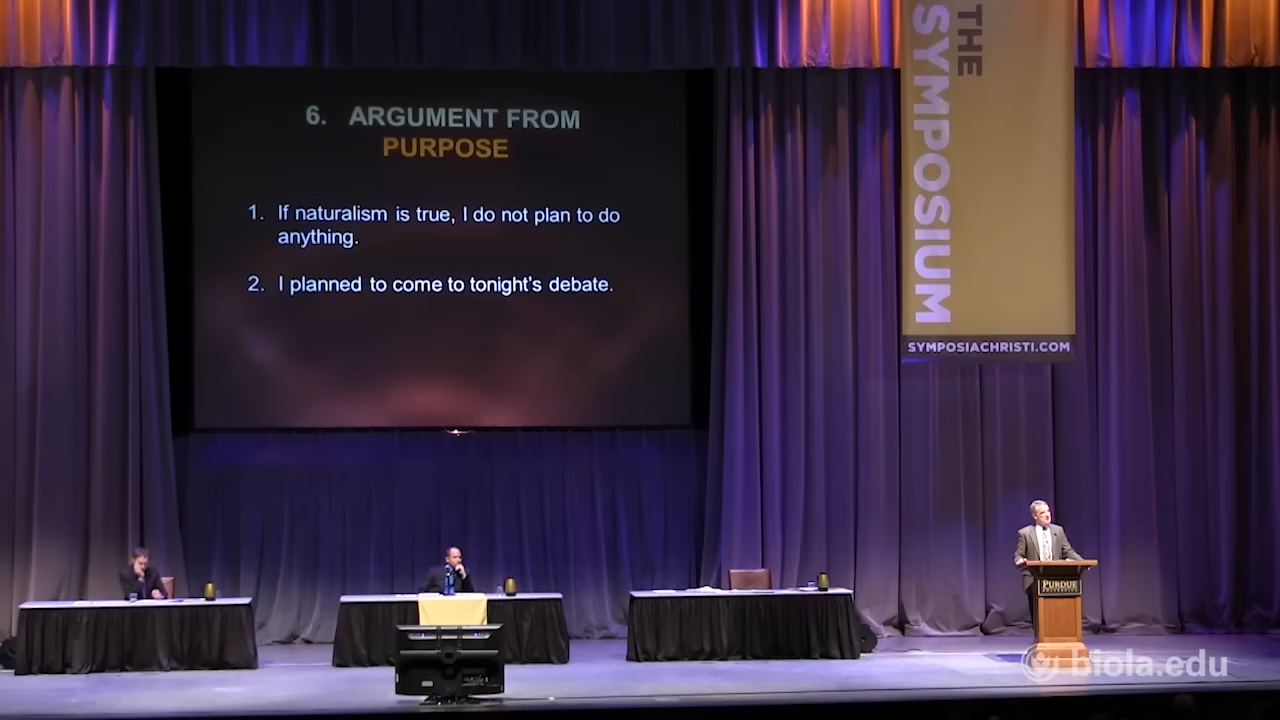 6. ARGUMENT FROM
PURPOSE
1. If naturalism is true, I do not plan to do
anything.
2. I planned to come to tonight's debate.
THE
SYMPOSIUM
SYMPOSIACHRISTI.COM
PURDUE
UNIVERSITY
biola.edu